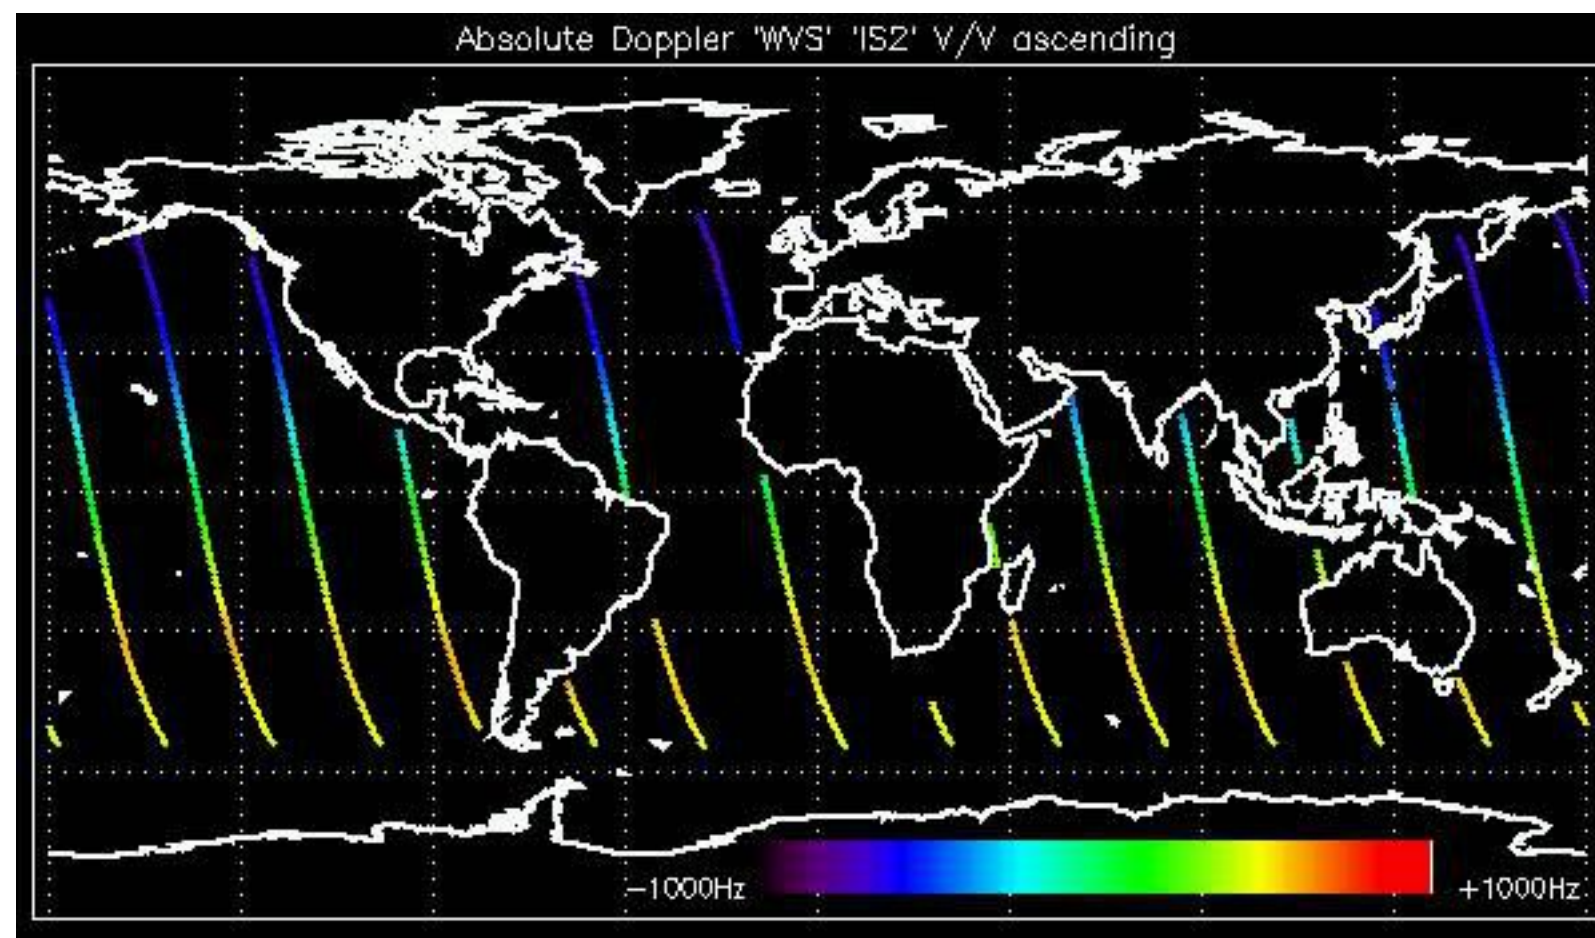 Absolute Doppler 'WVS' 'IS2' V/V ascending
-1000Hz +1000Hz